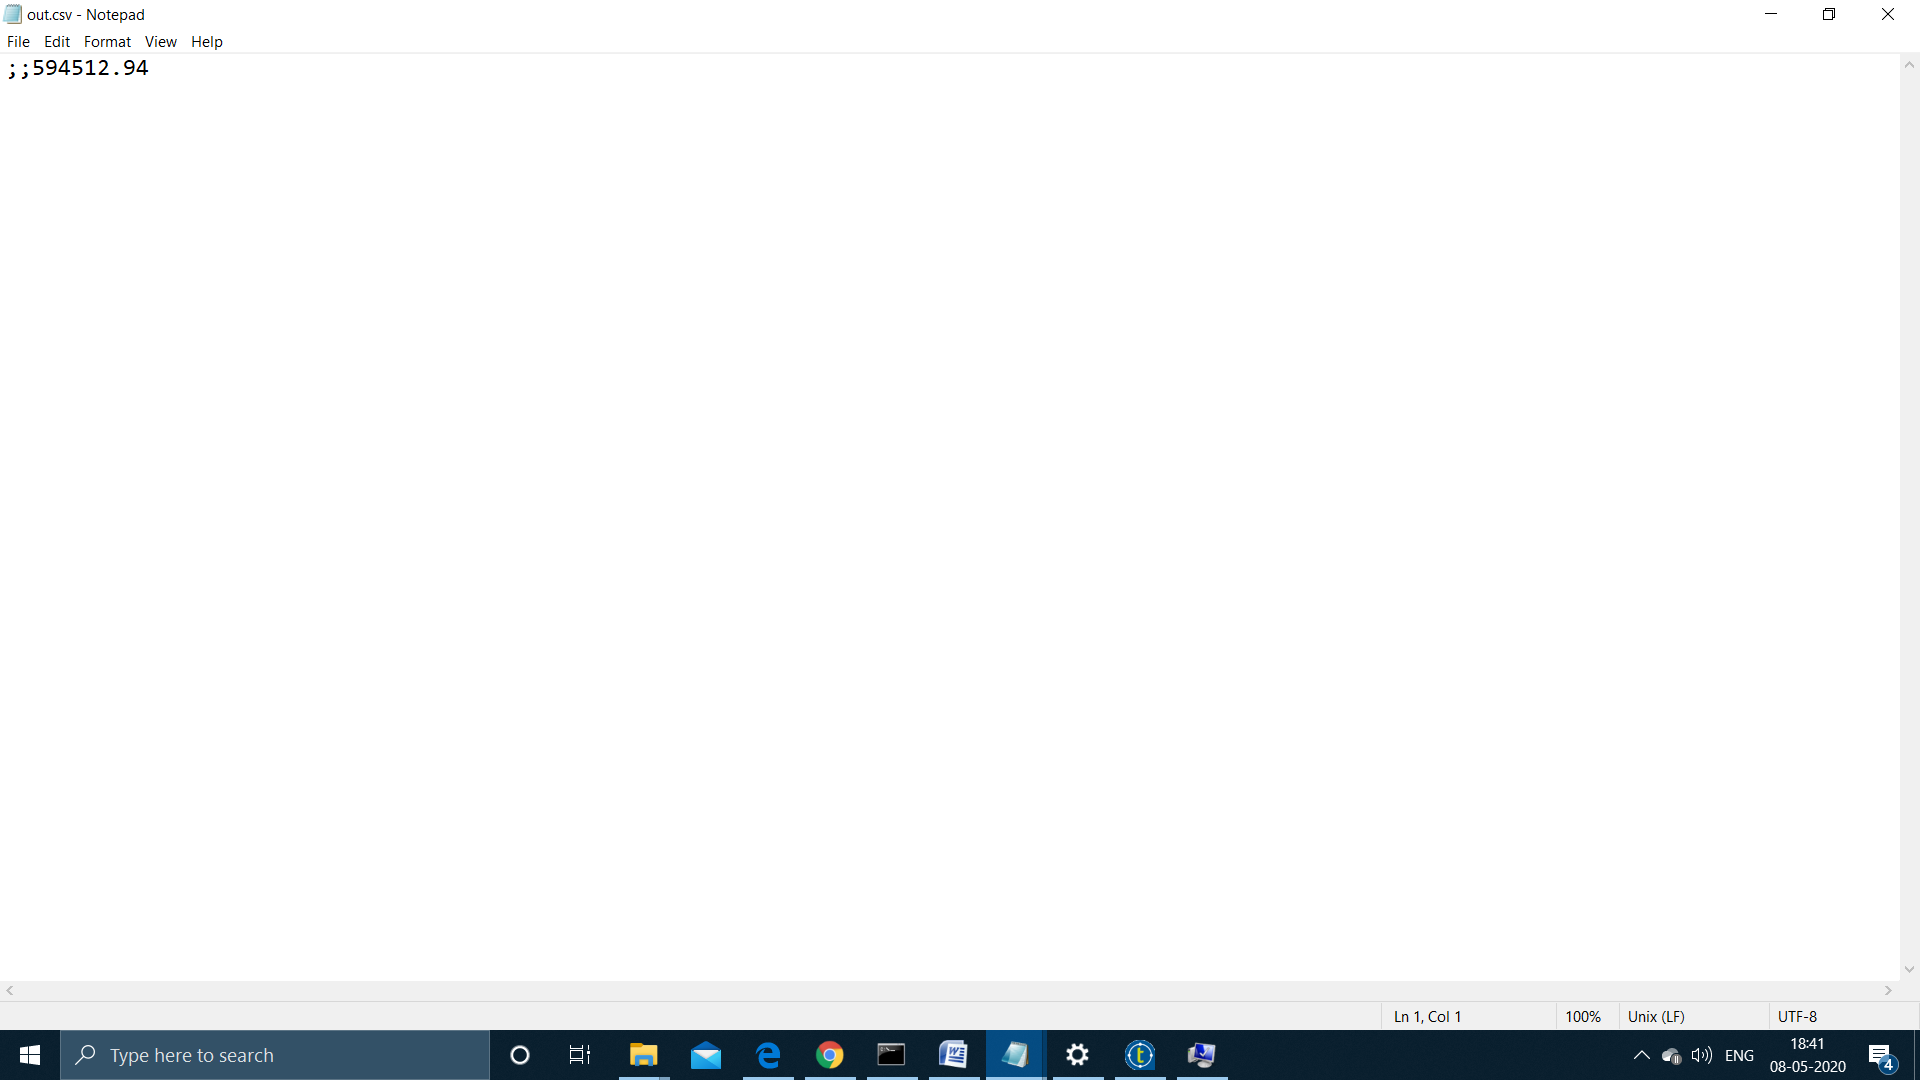 out.csv - Notepad
File Edit Format View Help
;;594512.94
Ln 1, Col 1 100% Unix (LF) UTF-8
Type here to search
ENG
18:41
08-05-2020
4